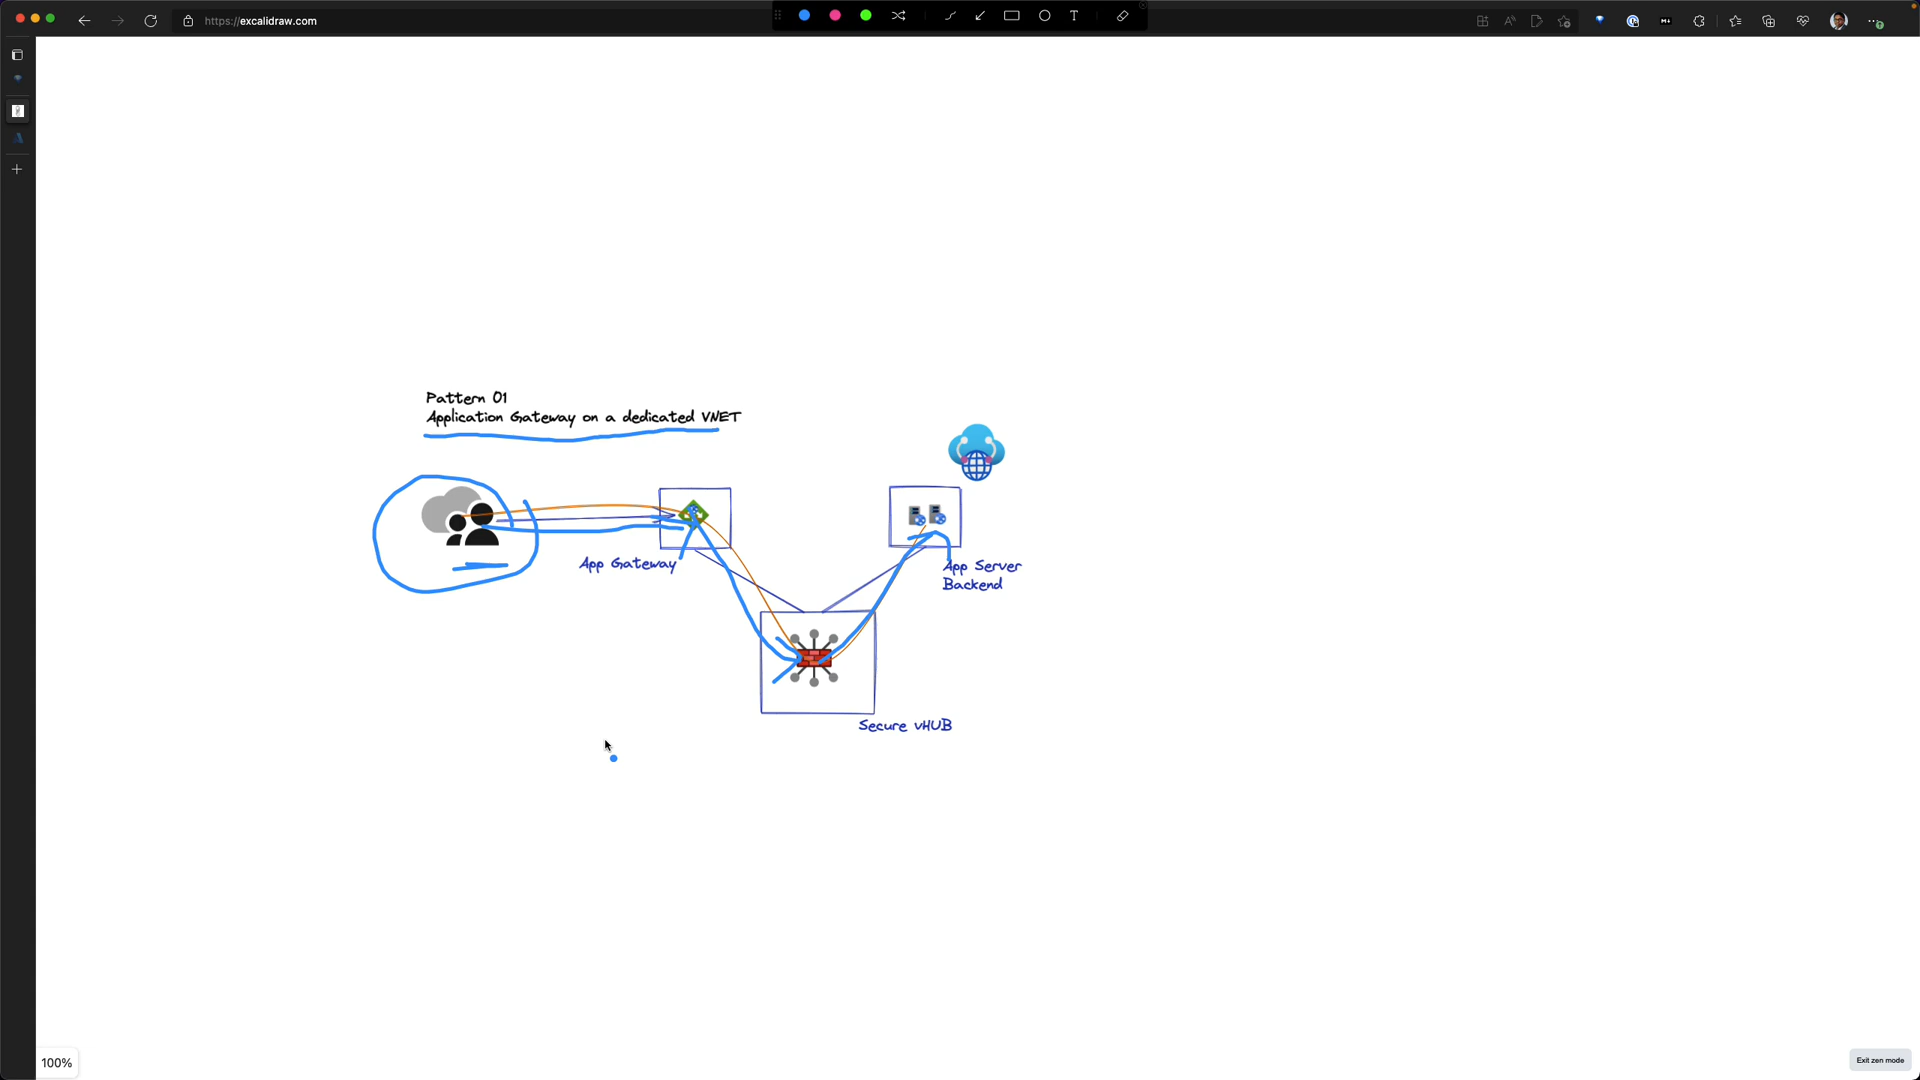 https://excalidraw.com
T
M↓
Pattern 01
Application Gateway on a dedicated VNET
App Gateway
App Server
Backend
Secure vHUB
100%
Exit zen mode